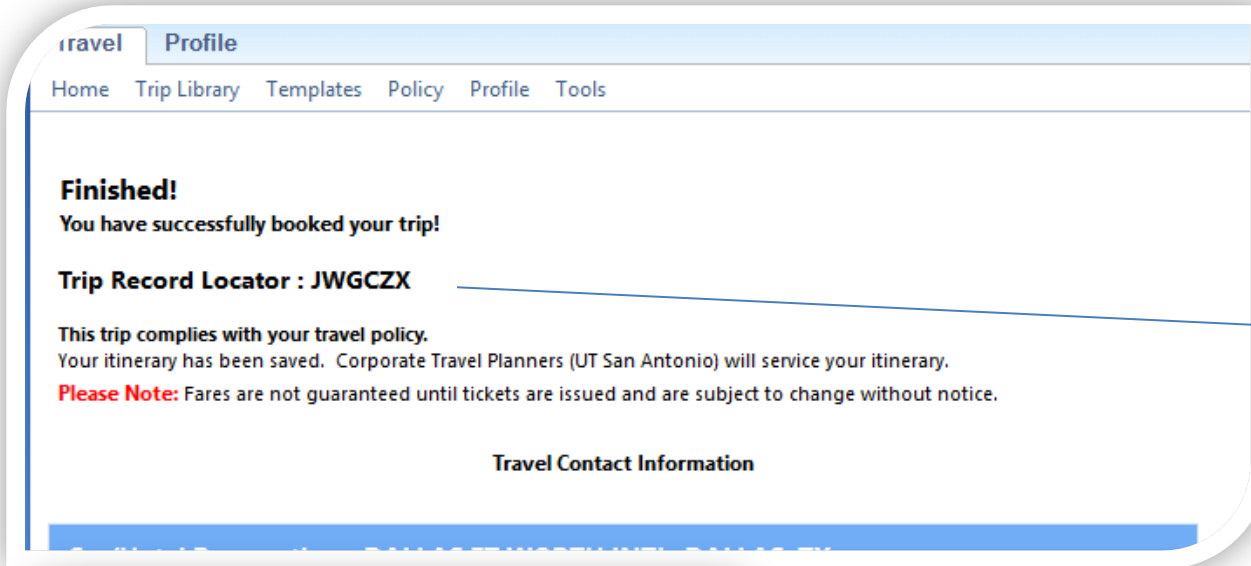 Travel Profile
Home Trip Library Templates Policy Profile Tools
Finished!
You have successfully booked your trip!
Trip Record Locator : JWGCZX
This trip complies with your travel policy.
Your itinerary has been saved. Corporate Travel Planners (UT San Antonio) will service your itinerary.
Please Note: Fares are not guaranteed until tickets are issued and are subject to change without notice.
Travel Contact Information